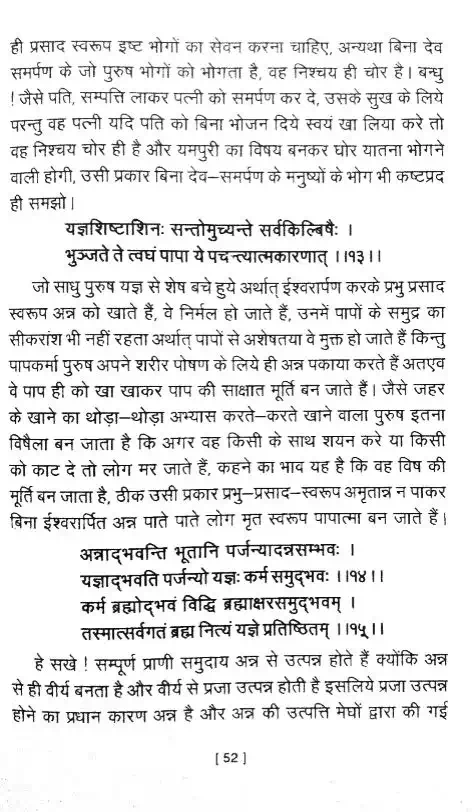 ही प्रसाद स्वरूप इष्ट भोगों का सेवन करना चाहिए, अन्यथा बिना देव
समर्पण के जो पुरुष भोगों को भोगता है, वह निश्चय ही चोर है। बन्धु
! जैसे पति, सम्पत्ति लाकर पत्नी को समर्पण कर दे, उसके सुख के लिये
परन्तु वह पत्नी यदि पति को बिना भोजन दिये स्वयं खा लिया करे तो
वह निश्चय चोर ही है और यमपुरी का विषय बनकर घोर यातना भोगने
वाली होगी, उसी प्रकार बिना देव–समर्पण के मनुष्यों के भोग भी कष्टप्रद
ही समझो।
यज्ञशिष्टाशिनः सन्तोमुच्यन्ते सर्वकिल्बिषैः ।
भुञ्जते ते त्वघं पापा ये पचन्त्यात्मकारणात् ।।१३।।
जो साधु पुरुष यज्ञ से शेष बचे हुये अर्थात् ईश्वरार्पण करके प्रभु प्रसाद
स्वरूप अन्न को खाते हैं, वे निर्मल हो जाते हैं, उनमें पापों के समुद्र का
सीकरांश भी नहीं रहता अर्थात् पापों से अशेषतया वे मुक्त हो जाते हैं किन्तु
पापकर्मा पुरुष अपने शरीर पोषण के लिये ही अन्न पकाया करते हैं अतएव
वे पाप ही को खा खाकर पाप की साक्षात मूर्ति बन जाते हैं। जैसे जहर
के खाने का थोड़ा–थोड़ा अभ्यास करते–करते खाने वाला पुरुष इतना
विषैला बन जाता है कि अगर वह किसी के साथ शयन करे या किसी
को काट दे तो लोग मर जाते हैं, कहने का भाव यह है कि वह विष की
मूर्ति बन जाता है, ठीक उसी प्रकार प्रभु–प्रसाद–स्वरूप अमृतान्न न पाकर
बिना ईश्वरार्पित अन्न पाते पाते लोग मृत स्वरूप पापात्मा बन जाते हैं।
अन्नाद्भवन्ति भूतानि पर्जन्यादन्नसम्भवः ।
यज्ञाद्भवति पर्जन्यो यज्ञः कर्म समुद्भवः ।।१४।।
कर्म ब्रह्मोद्भवं विद्धि ब्रह्माक्षरसमुद्भवम् ।
तस्मात्सर्वगतं ब्रह्म नित्यं यज्ञे प्रतिष्ठितम् ।।१५।।
हे सखे ! सम्पूर्ण प्राणी समुदाय अन्न से उत्पन्न होते हैं क्योंकि अन्न
से ही वीर्य बनता है और वीर्य से प्रजा उत्पन्न होती है इसलिये प्रजा उत्पन्न
होने का प्रधान कारण अन्न है और अन्न की उत्पत्ति मेघों द्वारा की गई
[ 52 ]